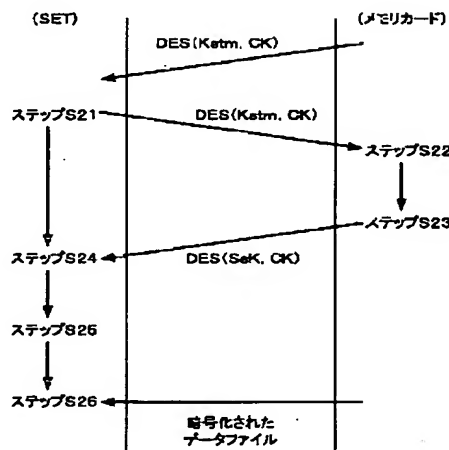 (SET)
(メモリカード)
DES(Kstm, CK)
ステップS21
DES(Kstm, CK)
ステップS22
ステップS23
ステップS24
DES(SeK, CK)
ステップS25
ステップS26
暗号化された
データファイル